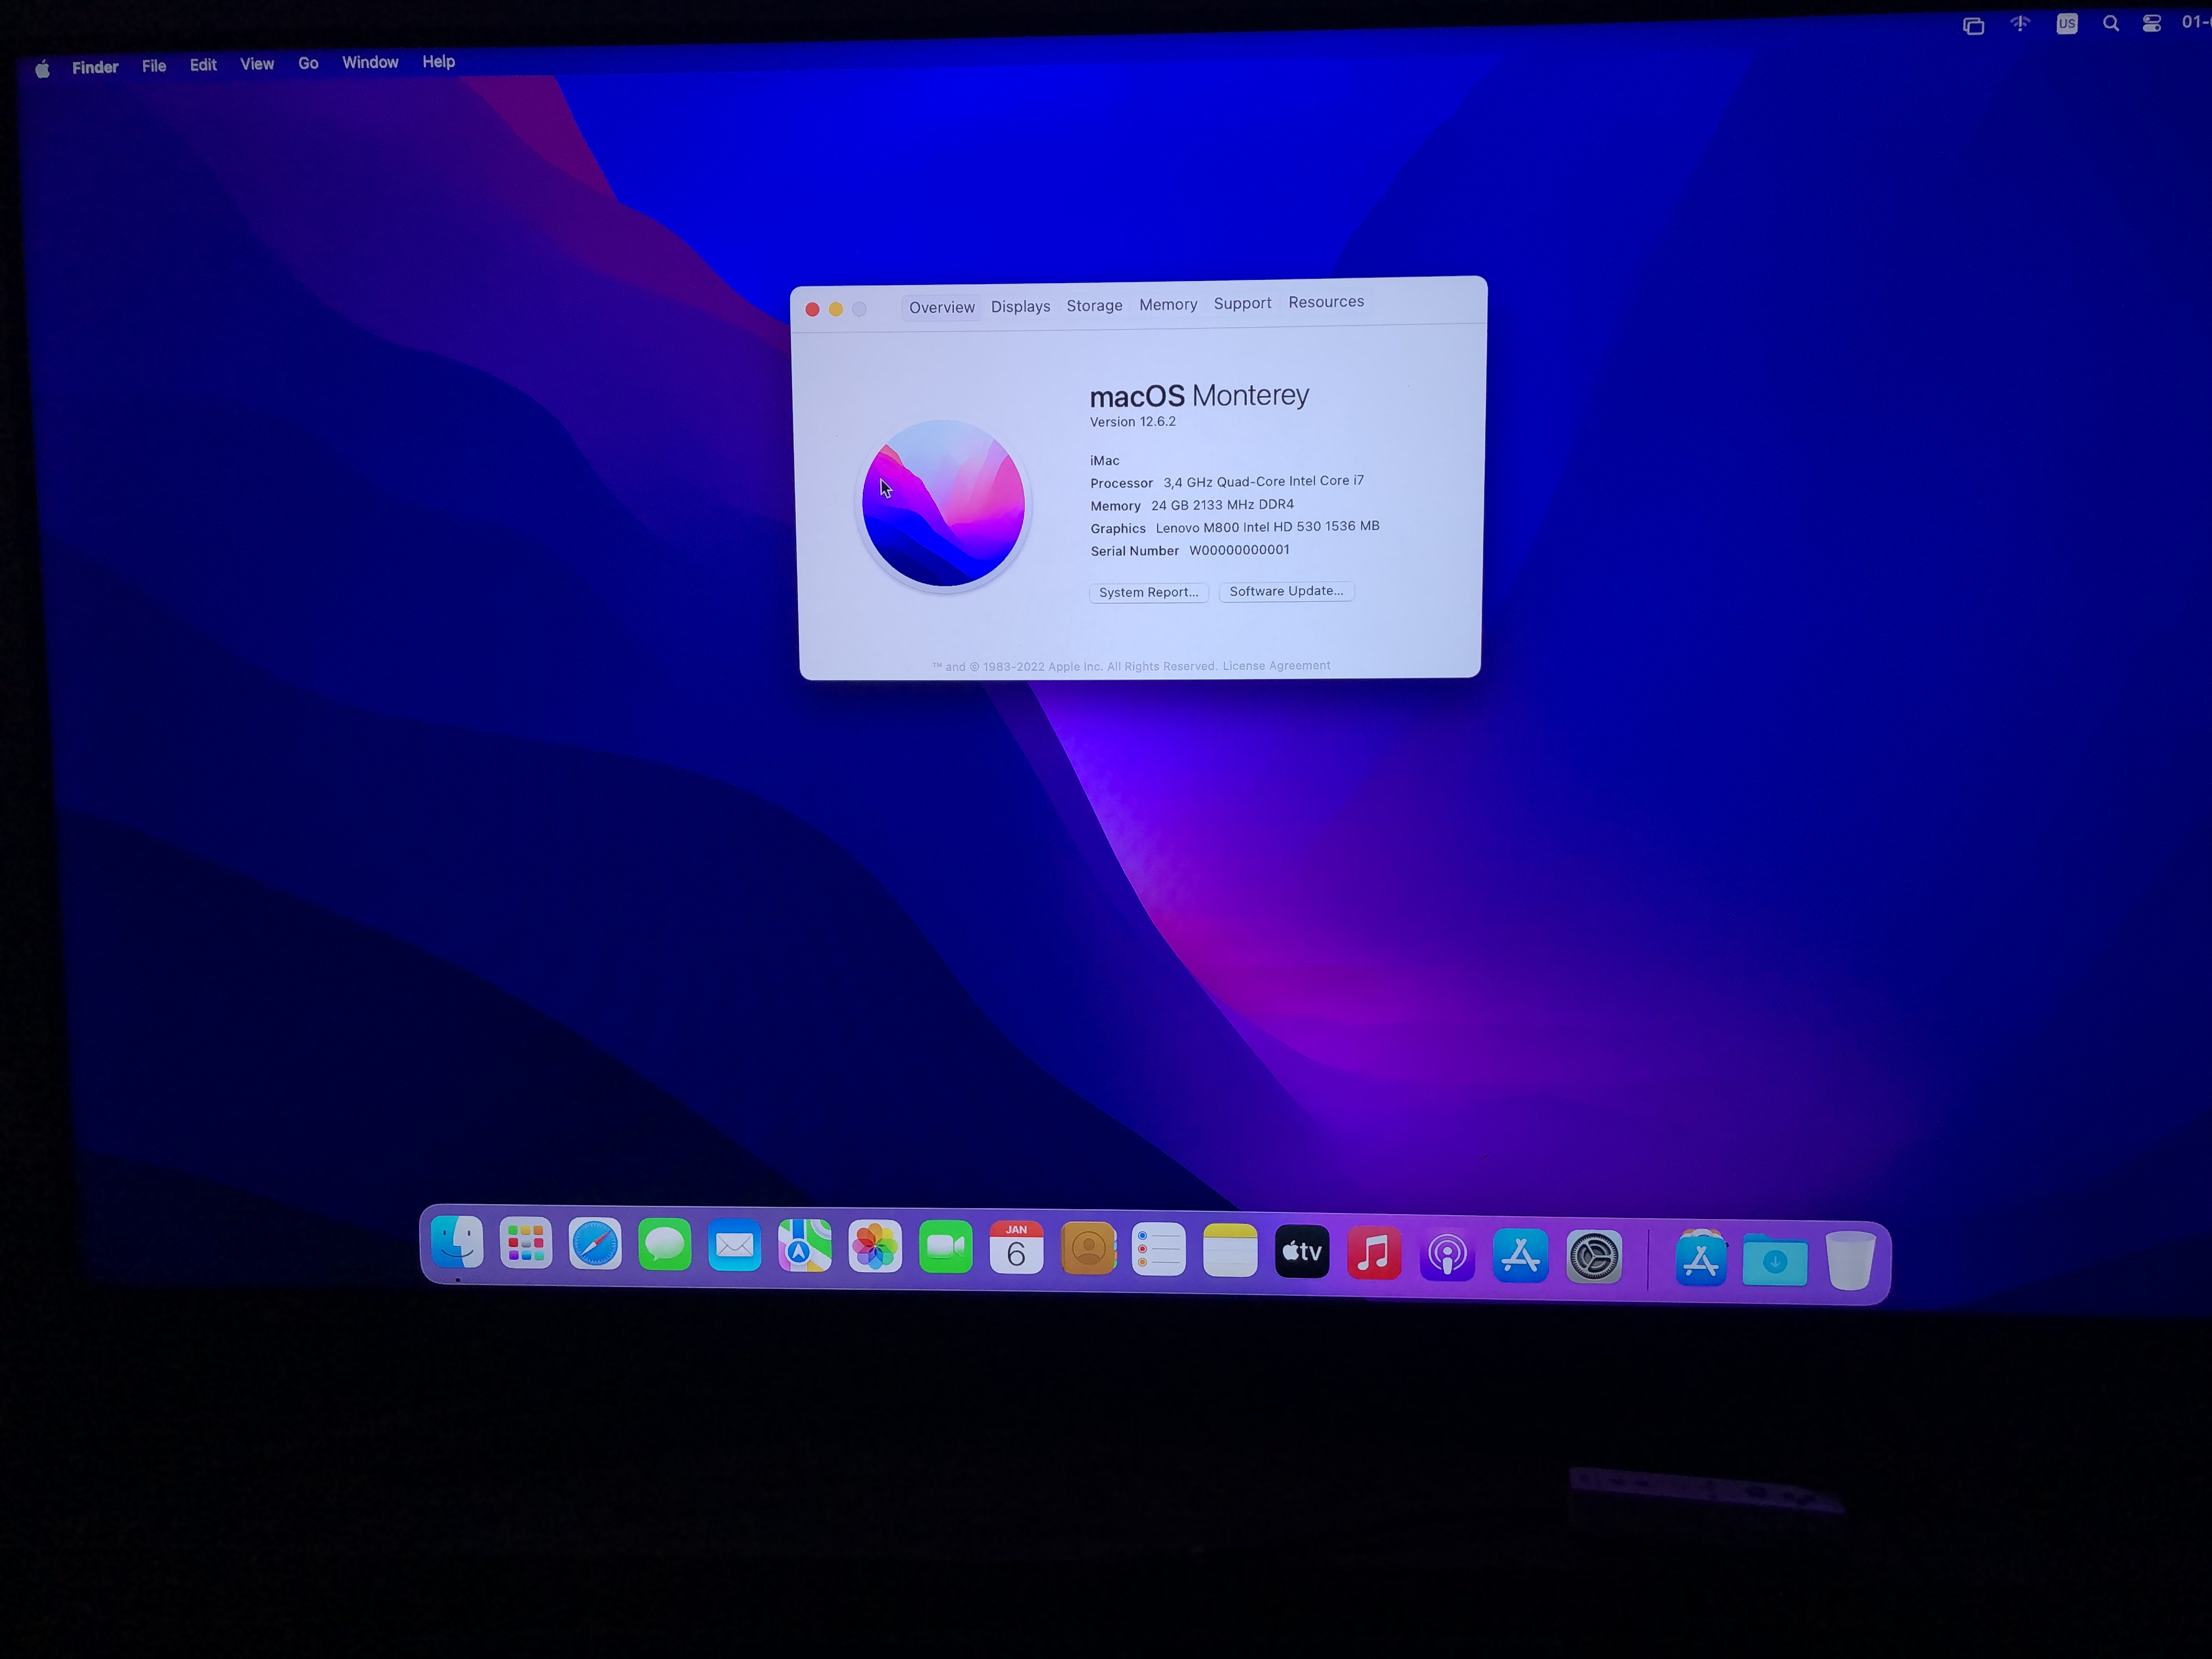 Finder File Edit View Go Window Help
US 01-
Overview Displays Storage Memory Support Resources
macOS Monterey
Version 12.6.2
iMac
Processor 3,4 GHz Quad-Core Intel Core i7
Memory 24 GB 2133 MHz DDR4
Graphics Lenovo M800 Intel HD 530 1536 MB
Serial Number W00000000001
System Report... Software Update...
™ and © 1983-2022 Apple Inc. All Rights Reserved. License Agreement
JAN
6
tv